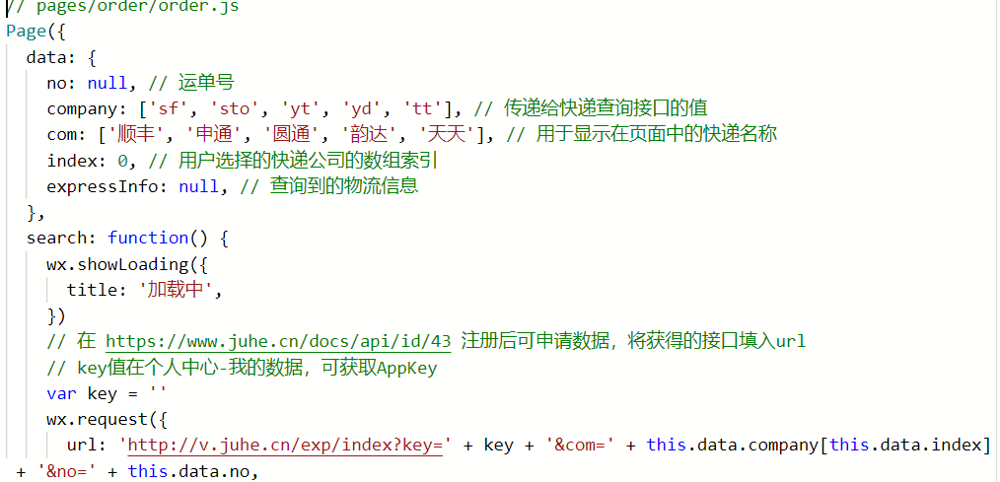 // pages/order/order.js
Page({
  data: {
    no: null, // 运单号
    company: ['sf', 'sto', 'yt', 'yd', 'tt'], // 传递给快递查询接口的值
    com: ['顺丰', '申通', '圆通', '韵达', '天天'], // 用于显示在页面中的快递名称
    index: 0, // 用户选择的快递公司的数组索引
    expressInfo: null, // 查询到的物流信息
  },
  search: function() {
    wx.showLoading({
      title: '加载中',
    })
    // 在 https://www.juhe.cn/docs/api/id/43 注册后可申请数据，将获得的接口填入url
    // key值在个人中心-我的数据，可获取AppKey
    var key = ''
    wx.request({
      url: 'http://v.juhe.cn/exp/index?key=' + key + '&com=' + this.data.company[this.data.index]
 + '&no=' + this.data.no,